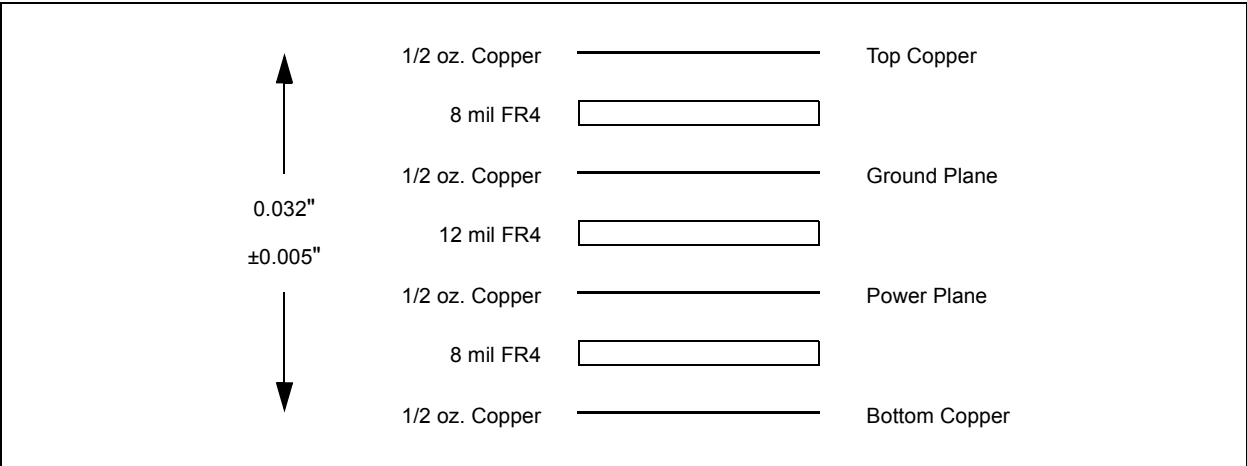 1/2 oz. Copper Top Copper
8 mil FR4
1/2 oz. Copper Ground Plane
0.032"
12 mil FR4
±0.005"
1/2 oz. Copper Power Plane
8 mil FR4
1/2 oz. Copper Bottom Copper